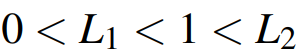 0 < L₁ < 1 < L₂